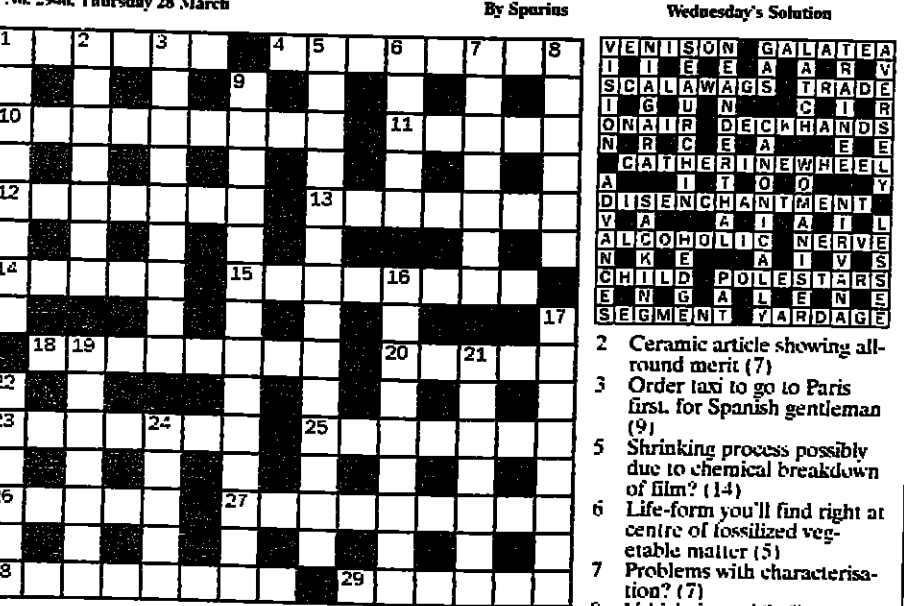 Thursday 28 March
By Spurius
Wednesday's Solution
1 2 3 4 5 6 7 8
9
10 11
12 13
14 15 16
17
18 19 20 21
22
23 24 25
26 27
28 29
VENISON GALATEA
I I E E A A R V
SCALAWAGS TRADE
I G U N C I R
ONAIR DECKHANDS
N R C E A E E
CATHERINEWHEEL
A I T O O Y
DISENCHANTMENT
V A A I A I L
ALCOHOLIC NERVE
N K E A I V S
CHILD POLESTARS
E N G A L E N E
SEGMENT YARDAGE
2 Ceramic article showing all-
round merit (7)
3 Order taxi to go to Paris
first. for Spanish gentleman
(9)
5 Shrinking process possibly
due to chemical breakdown
of film? (14)
6 Life-form you'll find right at
centre of fossilized veg-
etable matter (5)
7 Problems with characterisa-
tion? (7)